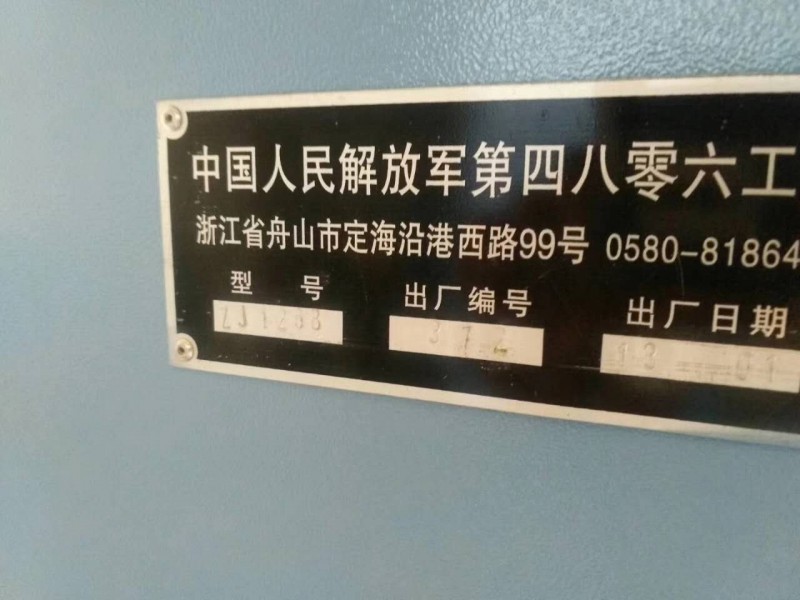 中国人民解放军第四八零六工
浙江省舟山市定海沿港西路99号 0580-81864
型 号 出厂编号 出厂日期
372